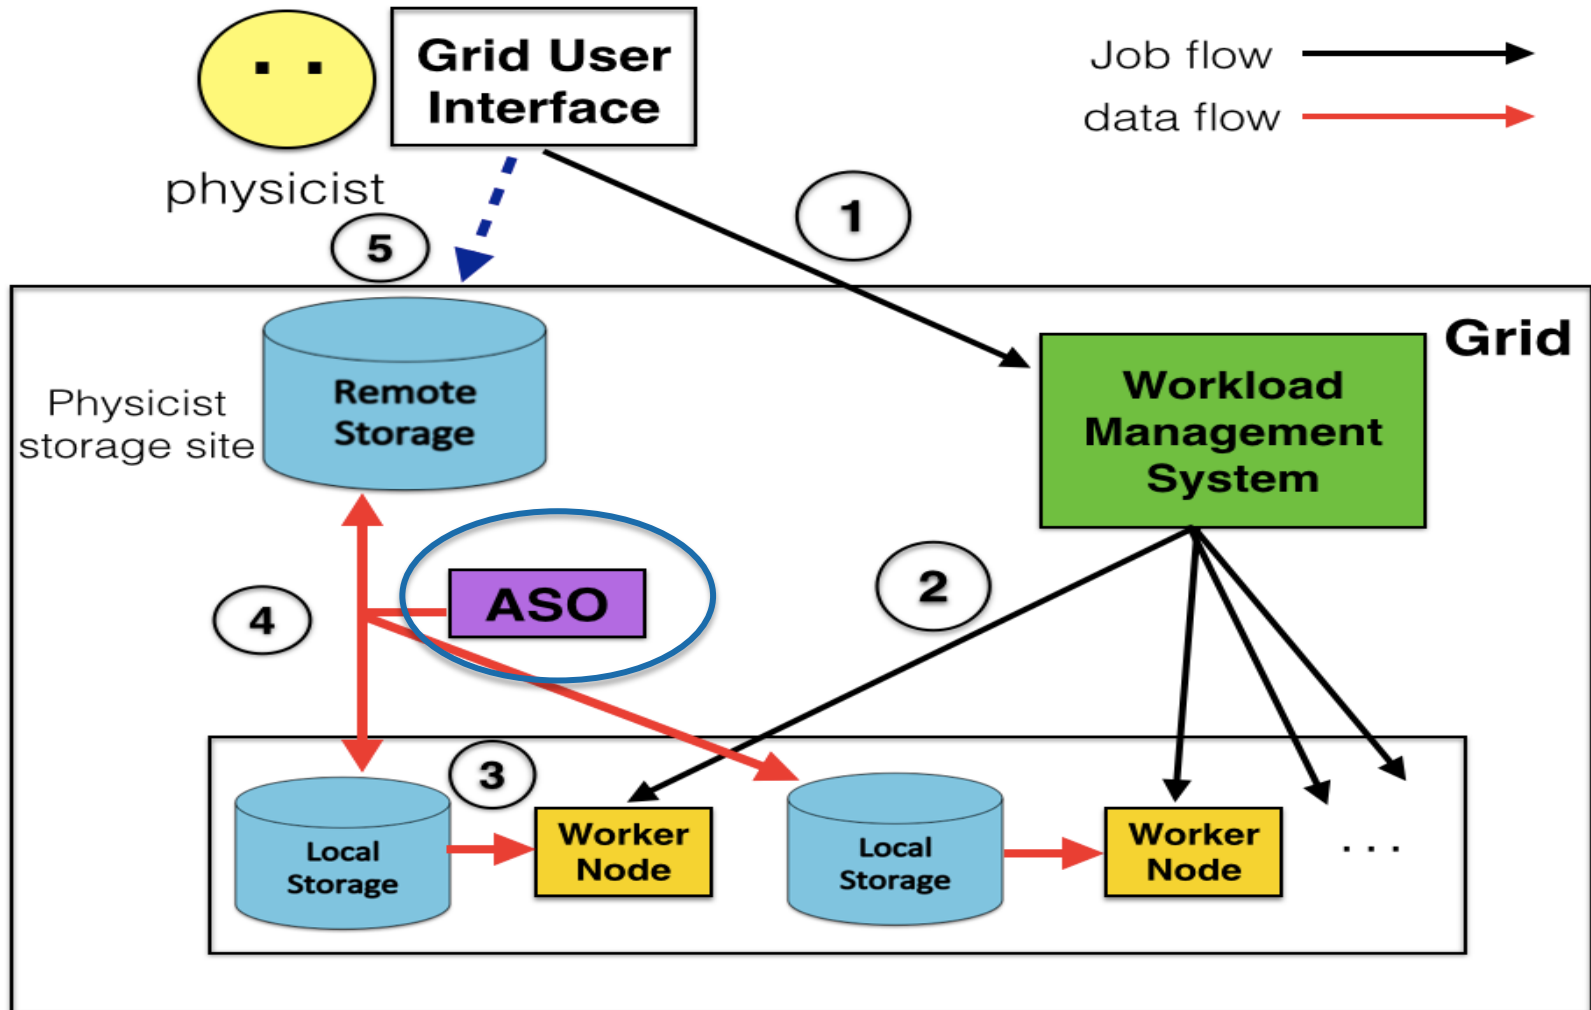 Grid User
Interface
physicist
Job flow
data flow
1
5
Grid
Remote
Storage
Physicist
storage site
Workload
Management
System
ASO
4
2
3
Local
Storage
Worker
Node
Local
Storage
Worker
Node
...